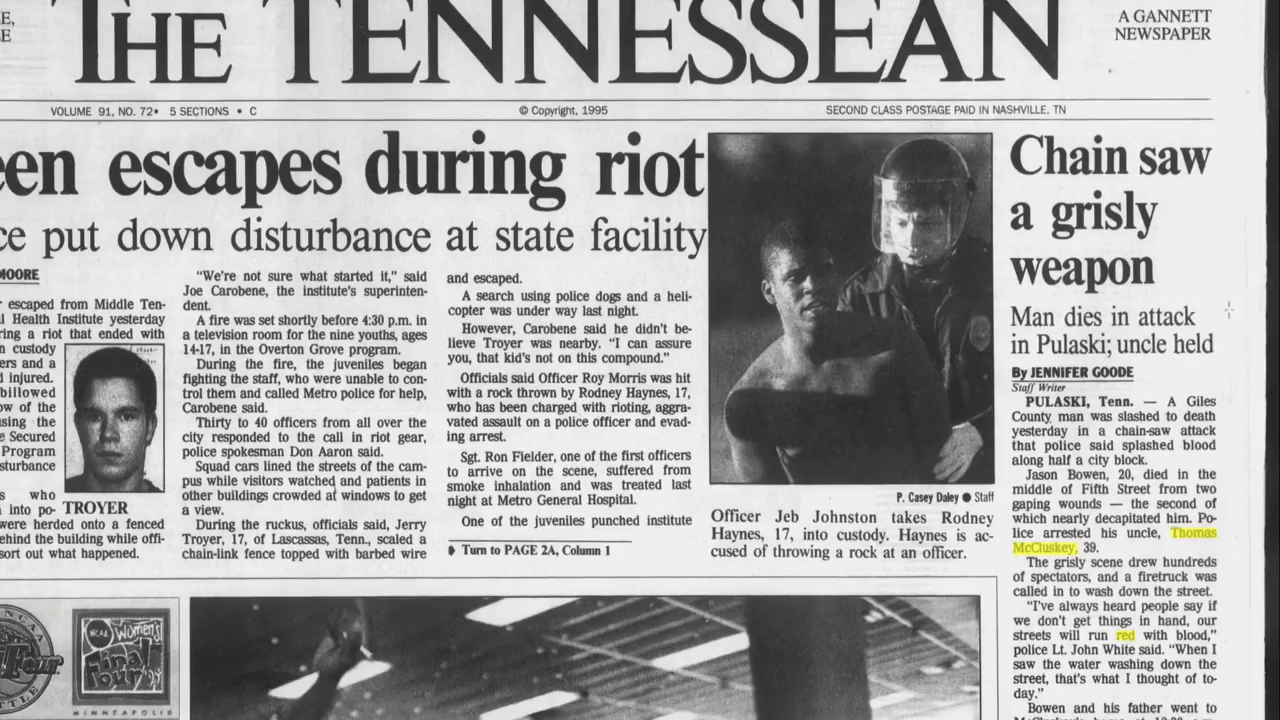 THE TENNESSEAN
A GANNETT
NEWSPAPER
VOLUME 91, NO. 72• 5 SECTIONS • C
© Copyright, 1995
SECOND CLASS POSTAGE PAID IN NASHVILLE, TN
escapes during riot
put down disturbance at state facility
MOORE
escaped from Middle Ten-
Health Institute yesterday
a riot that ended with
custody
and a
injured.
billowed
of the
the
Secured
Program
TROYER
who
into po-
were herded onto a fenced
behind the building while offi-
sort out what happened.
“We’re not sure what started it,” said
Joe Carobene, the institute’s superinten-
dent.
A fire was set shortly before 4:30 p.m. in
a television room for the nine youths, ages
14-17, in the Overton Grove program.
During the fire, the juveniles began
fighting the staff, who were unable to con-
trol them and called Metro police for help,
Carobene said.
Thirty to 40 officers from all over the
city responded to the call in riot gear,
police spokesman Don Aaron said.
Squad cars lined the streets of the cam-
pus while visitors watched and patients in
other buildings crowded at windows to get
a view.
During the ruckus, officials said, Jerry
Troyer, 17, of Lascassas, Tenn., scaled a
chain-link fence topped with barbed wire
and escaped.
A search using police dogs and a heli-
copter was under way last night.
However, Carobene said he didn’t be-
lieve Troyer was nearby. “I can assure
you, that kid’s not on this compound.”
Officials said Officer Roy Morris was hit
with a rock thrown by Rodney Haynes, 17,
who has been charged with rioting, aggra-
vated assault on a police officer and evad-
ing arrest.
Sgt. Ron Fielder, one of the first officers
to arrive on the scene, suffered from
smoke inhalation and was treated last
night at Metro General Hospital.
One of the juveniles punched institute
Turn to PAGE 2A, Column 1
P. Casey Daley ● Staff
Officer Jeb Johnston takes Rodney
Haynes, 17, into custody. Haynes is ac-
cused of throwing a rock at an officer.
Chain saw
a grisly
weapon
Man dies in attack
in Pulaski; uncle held
By JENNIFER GOODE
Staff Writer
PULASKI, Tenn. — A Giles
County man was slashed to death
yesterday in a chain-saw attack
that police said splashed blood
along half a city block.
Jason Bowen, 20, died in the
middle of Fifth Street from two
gaping wounds — the second of
which nearly decapitated him. Po-
lice arrested his uncle, Thomas
McCluskey, 39.
The grisly scene drew hundreds
of spectators, and a firetruck was
called in to wash down the street.
“I’ve always heard people say if
we don’t get things in hand, our
streets will run red with blood,”
police Lt. John White said. “When I
saw the water washing down the
street, that’s what I thought of to-
day.”
Bowen and his father went to
NCAA
NCAA Women's
Final
Four
MINNEAPOLIS